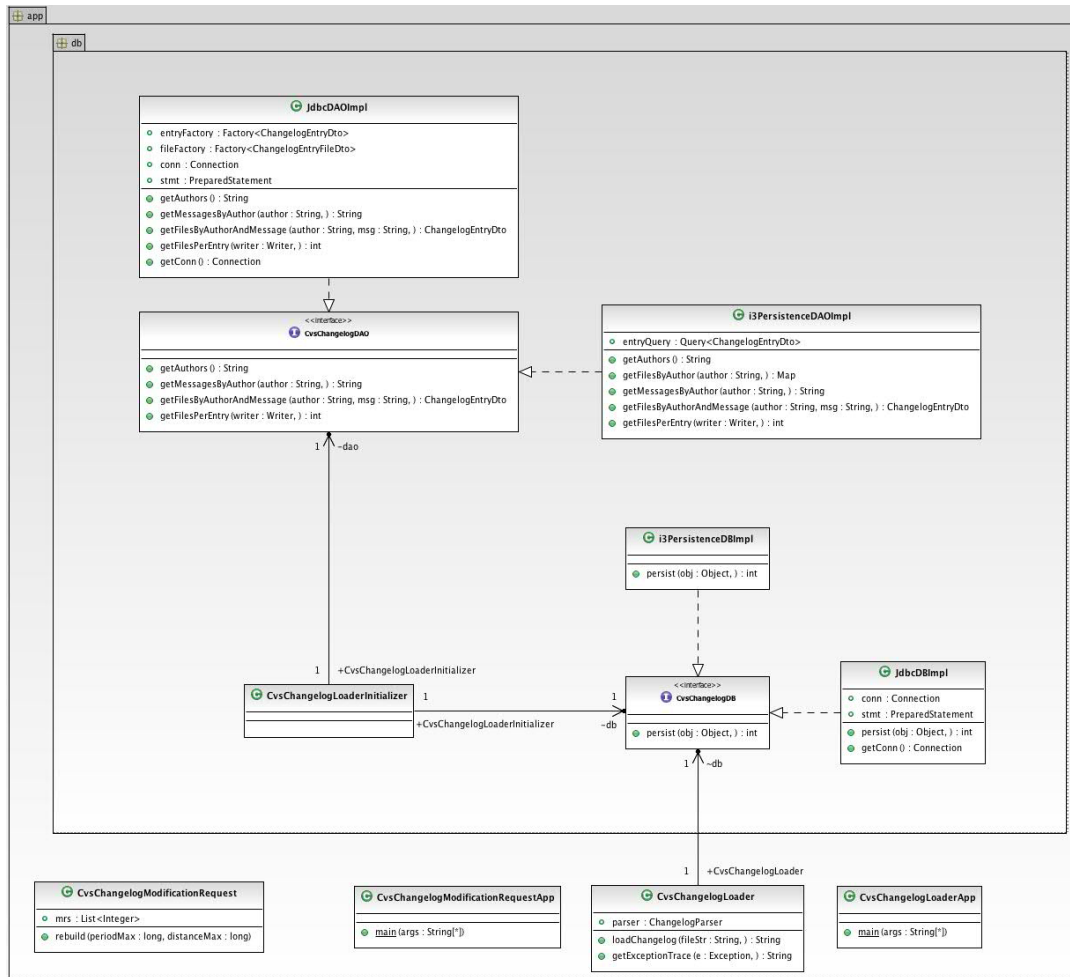 app
db
JdbcDAOImpl
entryFactory : Factory<ChangelogEntryDto>
fileFactory : Factory<ChangelogEntryFileDto>
conn : Connection
stmt : PreparedStatement
getAuthors () : String
getMessagesByAuthor (author : String, ) : String
getFilesByAuthorAndMessage (author : String, msg : String, ) : ChangelogEntryDto
getFilesPerEntry (writer : Writer, ) : int
getConn () : Connection
<<interface>>
CvsChangelogDAO
getAuthors () : String
getMessagesByAuthor (author : String, ) : String
getFilesByAuthorAndMessage (author : String, msg : String, ) : ChangelogEntryDto
getFilesPerEntry (writer : Writer, ) : int
i3PersistenceDAOImpl
entryQuery : Query<ChangelogEntryDto>
getAuthors () : String
getFilesByAuthor (author : String, ) : Map
getMessagesByAuthor (author : String, ) : String
getFilesByAuthorAndMessage (author : String, msg : String, ) : ChangelogEntryDto
getFilesPerEntry (writer : Writer, ) : int
1 ~dao
i3PersistenceDBImpl
persist (obj : Object, ) : int
1 +CvsChangelogLoaderInitializer
CvsChangelogLoaderInitializer
1
+CvsChangelogLoaderInitializer
1
~db
<<interface>>
CvsChangelogDB
persist (obj : Object, ) : int
JdbcDBImpl
conn : Connection
stmt : PreparedStatement
persist (obj : Object, ) : int
getConn () : Connection
1 ~db
1 +CvsChangelogLoader
CvsChangelogModificationRequest
mrs : List<Integer>
rebuild (periodMax : long, distanceMax : long)
CvsChangelogModificationRequestApp
main (args : String[*])
CvsChangelogLoader
parser : ChangelogParser
loadChangelog (fileStr : String, ) : String
getExceptionTrace (e : Exception, ) : String
CvsChangelogLoaderApp
main (args : String[*])